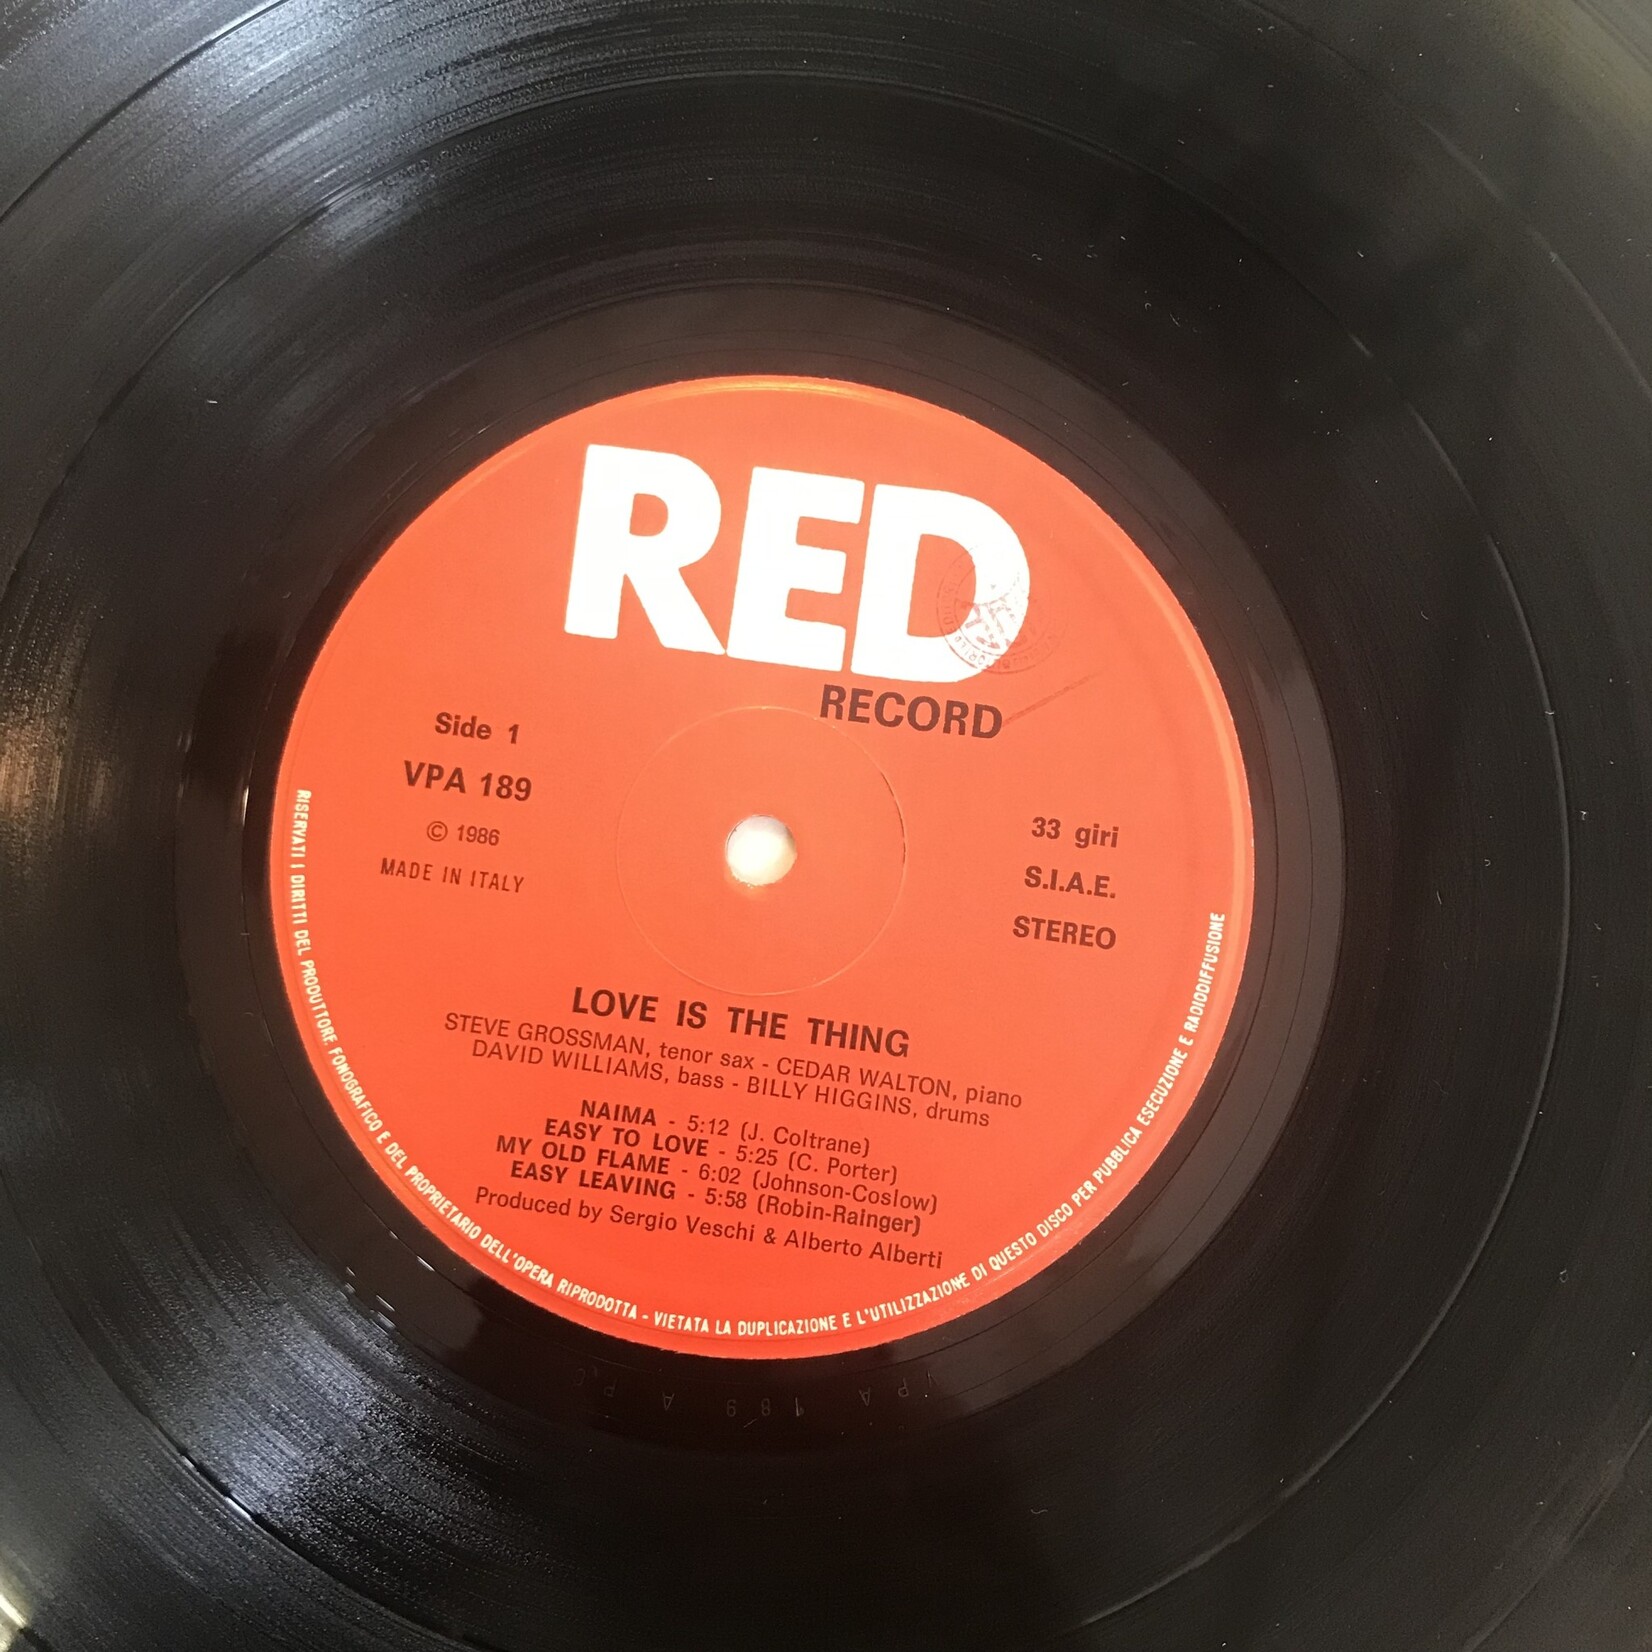 RED
RECORD
Side 1
VPA 189
© 1986
MADE IN ITALY
33 giri
S.I.A.E.
STEREO
LOVE IS THE THING
STEVE GROSSMAN, tenor sax - CEDAR WALTON, piano
DAVID WILLIAMS, bass - BILLY HIGGINS, drums
NAIMA - 5:12 (J. Coltrane)
EASY TO LOVE - 5:25 (C. Porter)
MY OLD FLAME - 6:02 (Johnson-Coslow)
EASY LEAVING - 5:58 (Robin-Rainger)
Produced by Sergio Veschi & Alberto Alberti
RISERVATI I DIRITTI DEL PRODUTTORE FONOGRAFICO E DEL PROPRIETARIO DELL'OPERA RIPRODOTTA - VIETATA LA DUPLICAZIONE E L'UTILIZZAZIONE DI QUESTO DISCO PER PUBBLICA ESECUZIONE E RADIODIFFUSIONE
VPA 189 A